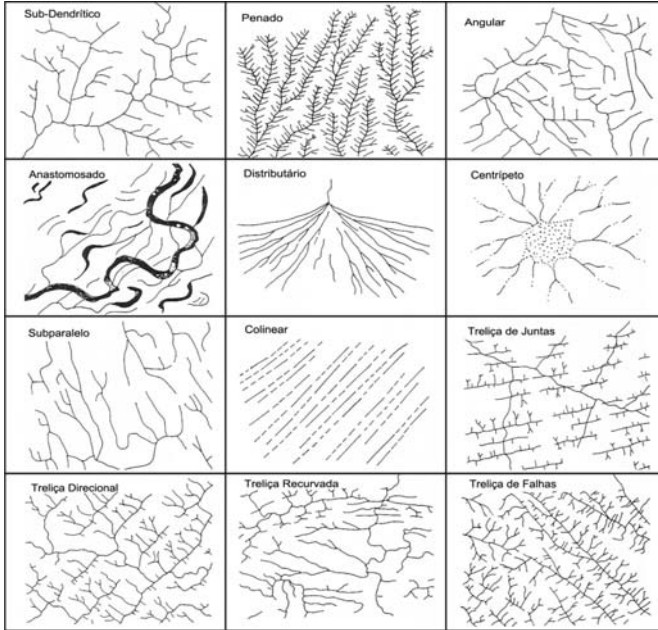 Sub-Dendrítico
Penado
Angular
Anastomosado
Distributário
Centrípeto
Subparalelo
Colinear
Treliça de Juntas
Treliça Direcional
Treliça Recurvada
Treliça de Falhas